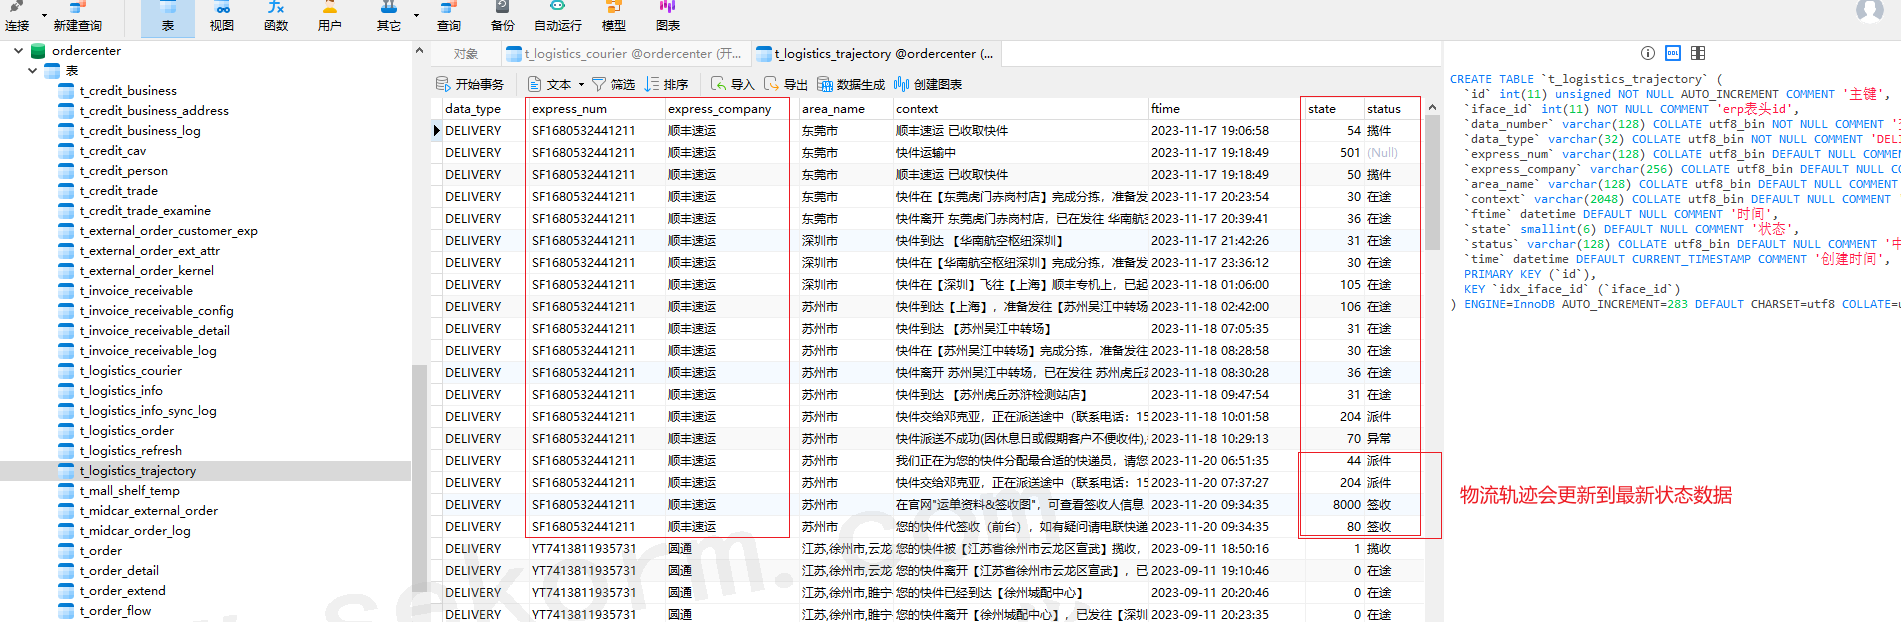 连接 新建查询 表 视图 函数 用户 其它 查询 备份 自动运行 模型 图表
ordercenter
表
t_credit_business
t_credit_business_address
t_credit_business_log
t_credit_cav
t_credit_person
t_credit_trade
t_credit_trade_examine
t_external_order_customer_exp
t_external_order_ext_attr
t_external_order_kernel
t_invoice_receivable
t_invoice_receivable_config
t_invoice_receivable_detail
t_invoice_receivable_log
t_logistics_courier
t_logistics_info
t_logistics_info_sync_log
t_logistics_order
t_logistics_refresh
t_logistics_trajectory
t_mall_shelf_temp
t_midcar_external_order
t_midcar_order_log
t_order
t_order_detail
t_order_extend
t_order_flow
对象 t_logistics_courier @ordercenter (开... t_logistics_trajectory @ordercenter (...
开始事务 文本 筛选 排序 导入 导出 数据生成 创建图表
data_type express_num express_company area_name context ftime state status
DELIVERY SF1680532441211 顺丰速运 东莞市 顺丰速运 已收取快件 2023-11-17 19:06:58 54 揽件
DELIVERY SF1680532441211 顺丰速运 东莞市 快件运输中 2023-11-17 19:18:49 501 (Null)
DELIVERY SF1680532441211 顺丰速运 东莞市 顺丰速运 已收取快件 2023-11-17 19:18:49 50 揽件
DELIVERY SF1680532441211 顺丰速运 东莞市 快件在【东莞虎门赤岗村店】完成分拣，准备发 2023-11-17 20:23:54 30 在途
DELIVERY SF1680532441211 顺丰速运 东莞市 快件离开 东莞虎门赤岗村店，已在发往 华南航 2023-11-17 20:39:41 36 在途
DELIVERY SF1680532441211 顺丰速运 深圳市 快件到达 【华南航空枢纽深圳】 2023-11-17 21:42:26 31 在途
DELIVERY SF1680532441211 顺丰速运 深圳市 快件在【华南航空枢纽深圳】完成分拣，准备发 2023-11-17 23:36:12 30 在途
DELIVERY SF1680532441211 顺丰速运 深圳市 快件在【深圳】飞往【上海】顺丰专机上，已起 2023-11-18 01:06:00 105 在途
DELIVERY SF1680532441211 顺丰速运 苏州市 快件到达【上海】，准备发往【苏州吴江中转场 2023-11-18 02:42:00 106 在途
DELIVERY SF1680532441211 顺丰速运 苏州市 快件到达 【苏州吴江中转场】 2023-11-18 07:05:35 31 在途
DELIVERY SF1680532441211 顺丰速运 苏州市 快件在【苏州吴江中转场】完成分拣，准备发往 2023-11-18 08:28:58 30 在途
DELIVERY SF1680532441211 顺丰速运 苏州市 快件离开 苏州吴江中转场，已在发往 苏州虎丘 2023-11-18 08:30:28 36 在途
DELIVERY SF1680532441211 顺丰速运 苏州市 快件到达 【苏州虎丘苏浒检测站店】 2023-11-18 09:47:54 31 在途
DELIVERY SF1680532441211 顺丰速运 苏州市 快件交给邓克亚，正在派送途中（联系电话：15 2023-11-18 10:01:58 204 派件
DELIVERY SF1680532441211 顺丰速运 苏州市 快件派送不成功(因休息日或假期客户不便收件), 2023-11-18 10:29:13 70 异常
DELIVERY SF1680532441211 顺丰速运 苏州市 我们正在为您的快件分配最合适的快递员，请您 2023-11-20 06:51:35 44 派件
DELIVERY SF1680532441211 顺丰速运 苏州市 快件交给邓克亚，正在派送途中（联系电话：15 2023-11-20 07:37:27 204 派件
DELIVERY SF1680532441211 顺丰速运 苏州市 在官网"运单资料&签收图"，可查看签收人信息 2023-11-20 09:34:35 8000 签收
DELIVERY SF1680532441211 顺丰速运 苏州市 您的快件代签收（前台），如有疑问请电联快递 2023-11-20 09:34:35 80 签收
DELIVERY YT7413811935731 圆通 江苏,徐州市,云龙 您的快件被【江苏省徐州市云龙区宣武】揽收， 2023-09-11 18:50:16 1 揽收
DELIVERY YT7413811935731 圆通 江苏,徐州市,云龙 您的快件离开【江苏省徐州市云龙区宣武】，已 2023-09-11 19:10:46 0 在途
DELIVERY YT7413811935731 圆通 江苏,徐州市,睢宁 您的快件已经到达【徐州城配中心】 2023-09-11 20:20:46 0 在途
DELIVERY YT7413811935731 圆通 江苏,徐州市,睢宁 您的快件离开【徐州城配中心】，已发往【深圳 2023-09-11 20:23:35 0 在途
DDL
CREATE TABLE `t_logistics_trajectory` (
`id` int(11) unsigned NOT NULL AUTO_INCREMENT COMMENT '主键',
`iface_id` int(11) NOT NULL COMMENT 'erp表头id',
`data_number` varchar(128) COLLATE utf8_bin NOT NULL COMMENT '
`data_type` varchar(32) COLLATE utf8_bin NOT NULL COMMENT 'DELI
`express_num` varchar(128) COLLATE utf8_bin DEFAULT NULL COMMEN
`express_company` varchar(256) COLLATE utf8_bin DEFAULT NULL CO
`area_name` varchar(128) COLLATE utf8_bin DEFAULT NULL COMMENT
`context` varchar(2048) COLLATE utf8_bin DEFAULT NULL COMMENT '
`ftime` datetime DEFAULT NULL COMMENT '时间',
`state` smallint(6) DEFAULT NULL COMMENT '状态',
`status` varchar(128) COLLATE utf8_bin DEFAULT NULL COMMENT '中
`time` datetime DEFAULT CURRENT_TIMESTAMP COMMENT '创建时间',
PRIMARY KEY (`id`),
KEY `idx_iface_id` (`iface_id`)
) ENGINE=InnoDB AUTO_INCREMENT=283 DEFAULT CHARSET=utf8 COLLATE=u
物流轨迹会更新到最新状态数据
sekorm.com